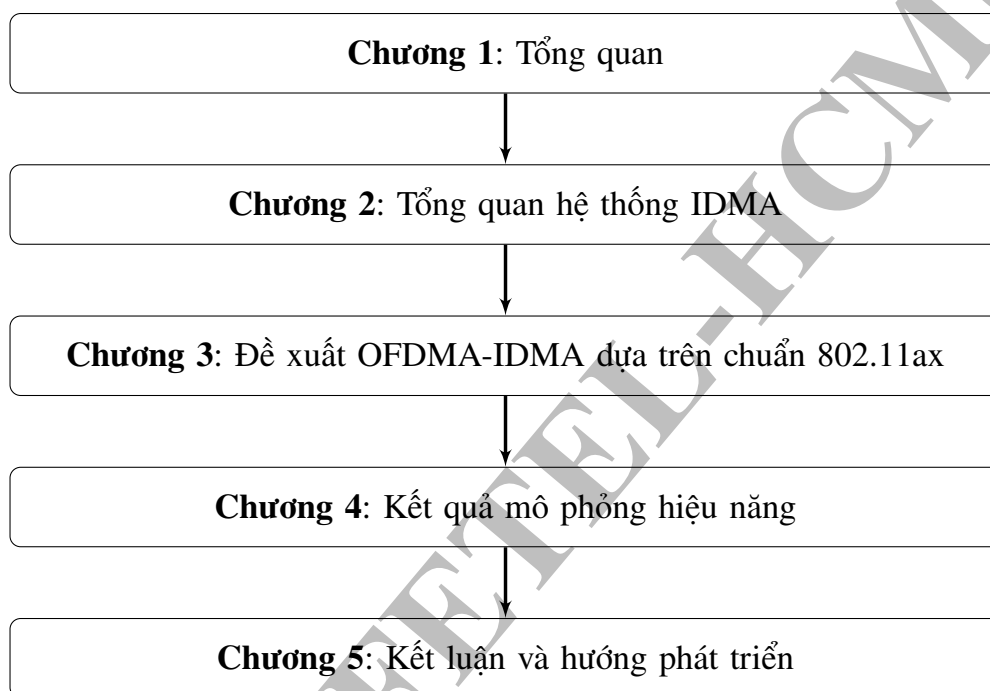 Chương 1: Tổng quan
Chương 2: Tổng quan hệ thống IDMA
Chương 3: Đề xuất OFDMA-IDMA dựa trên chuẩn 802.11ax
Chương 4: Kết quả mô phỏng hiệu năng
Chương 5: Kết luận và hướng phát triển
FETEL-HCM